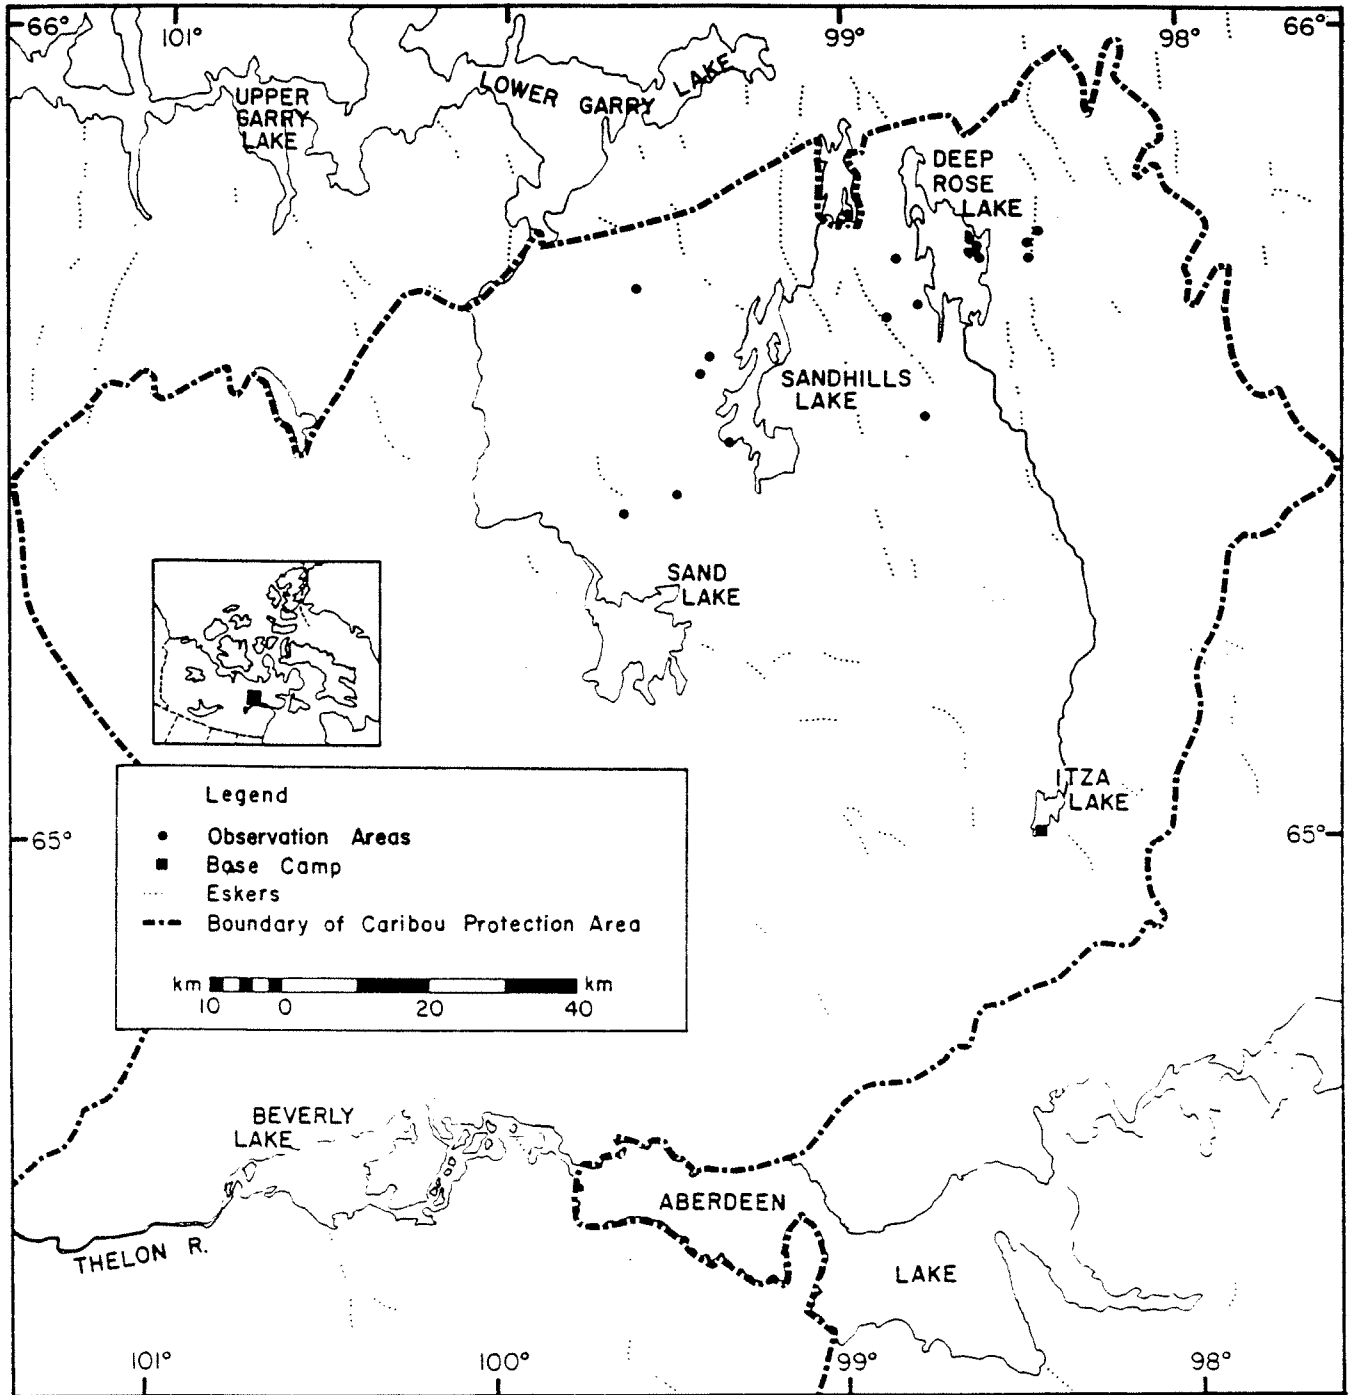 66°
101°
99°
98°
66°
UPPER
GARRY
LAKE
LOWER GARRY LAKE
DEEP
ROSE
LAKE
SANDHILLS
LAKE
SAND
LAKE
ITZA
LAKE
65°
65°
Legend
Observation Areas
Base Camp
Eskers
Boundary of Caribou Protection Area
km
km
10 0 20 40
BEVERLY
LAKE
THELON R.
ABERDEEN
LAKE
101°
100°
99°
98°